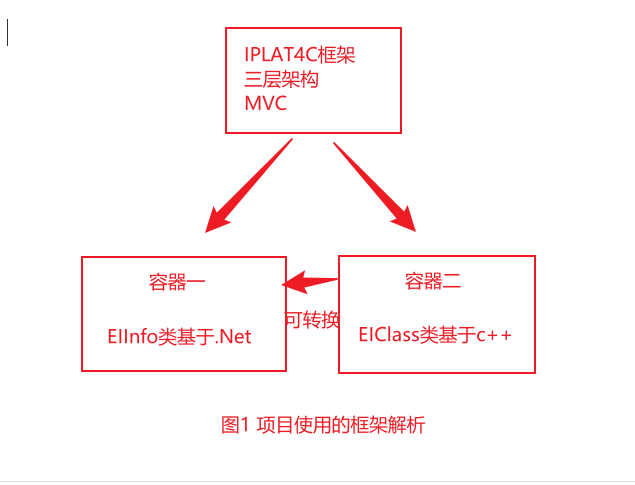 IPLAT4C框架
三层架构
MVC
容器一
EIInfo类基于.Net
可转换
容器二
EIClass类基于c++
图1 项目使用的框架解析